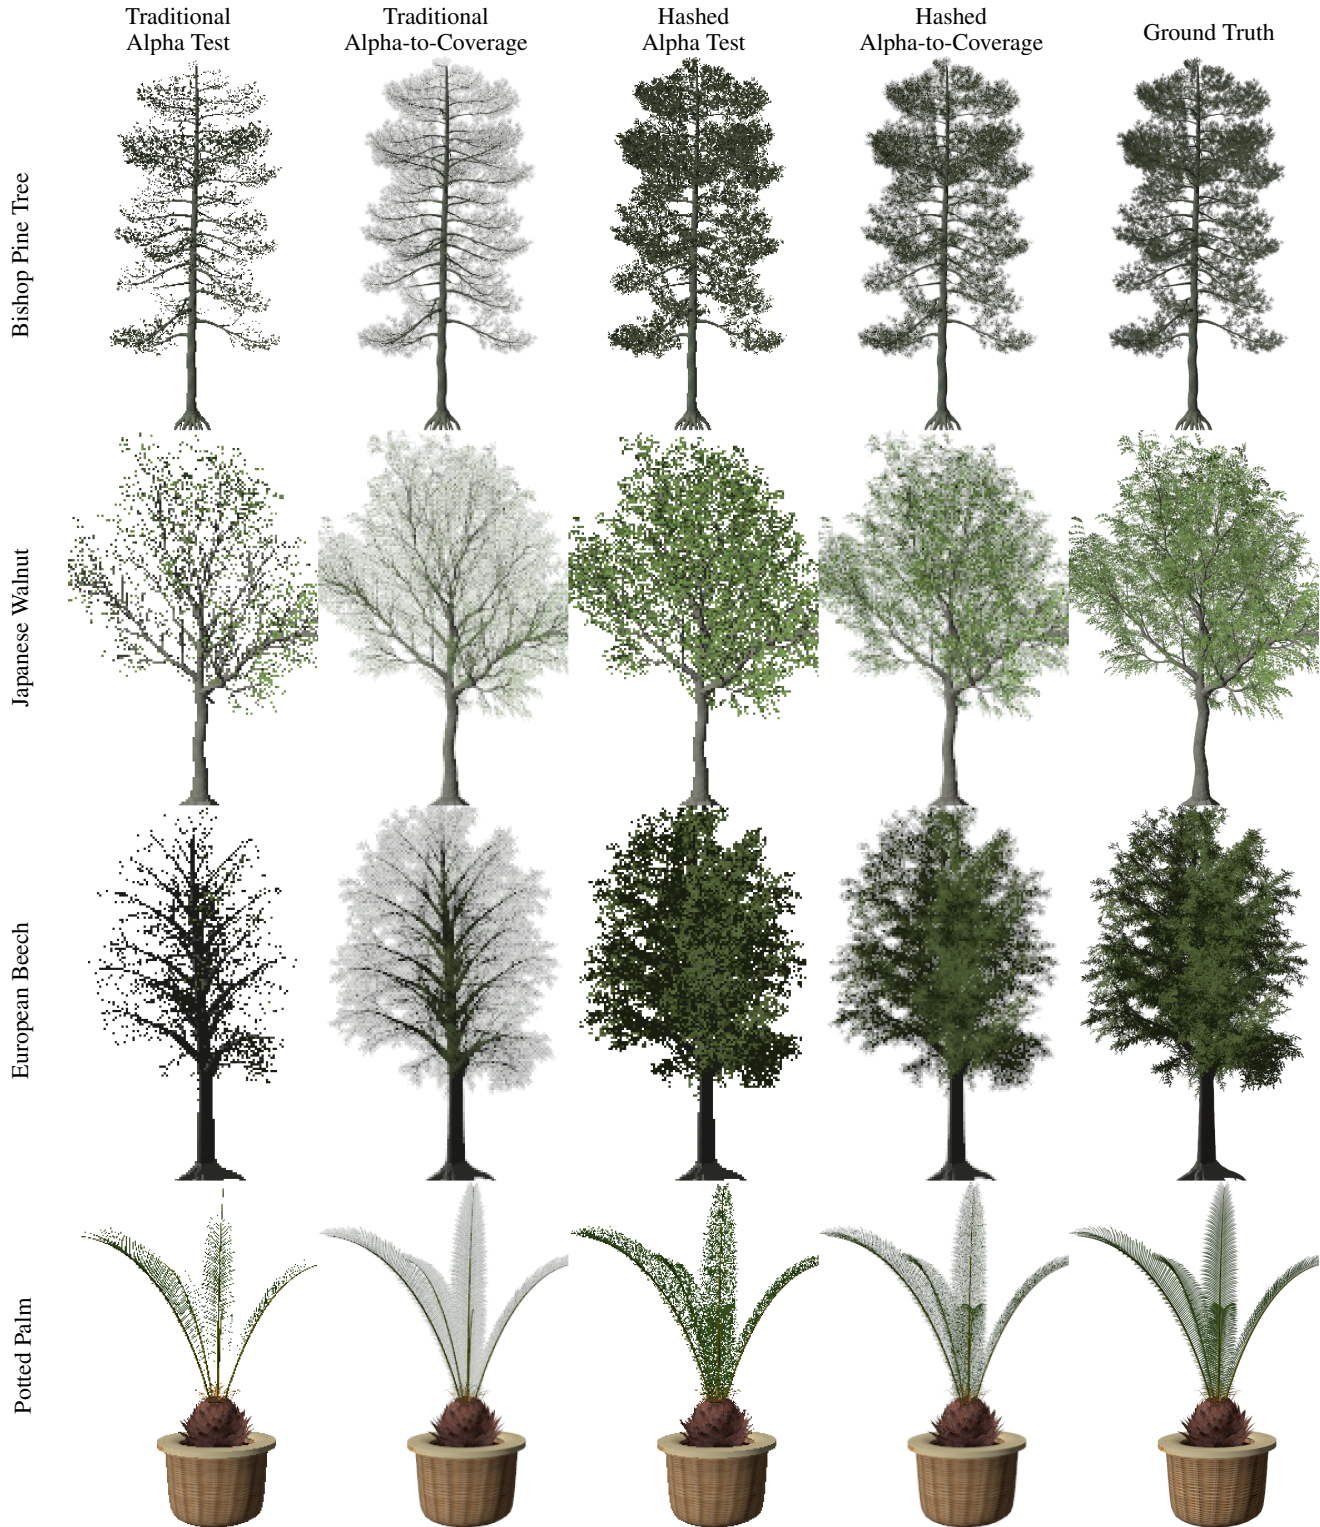 Traditional
Alpha Test
Traditional
Alpha-to-Coverage
Hashed
Alpha Test
Hashed
Alpha-to-Coverage
Ground Truth
Bishop Pine Tree
Japanese Walnut
European Beech
Potted Palm